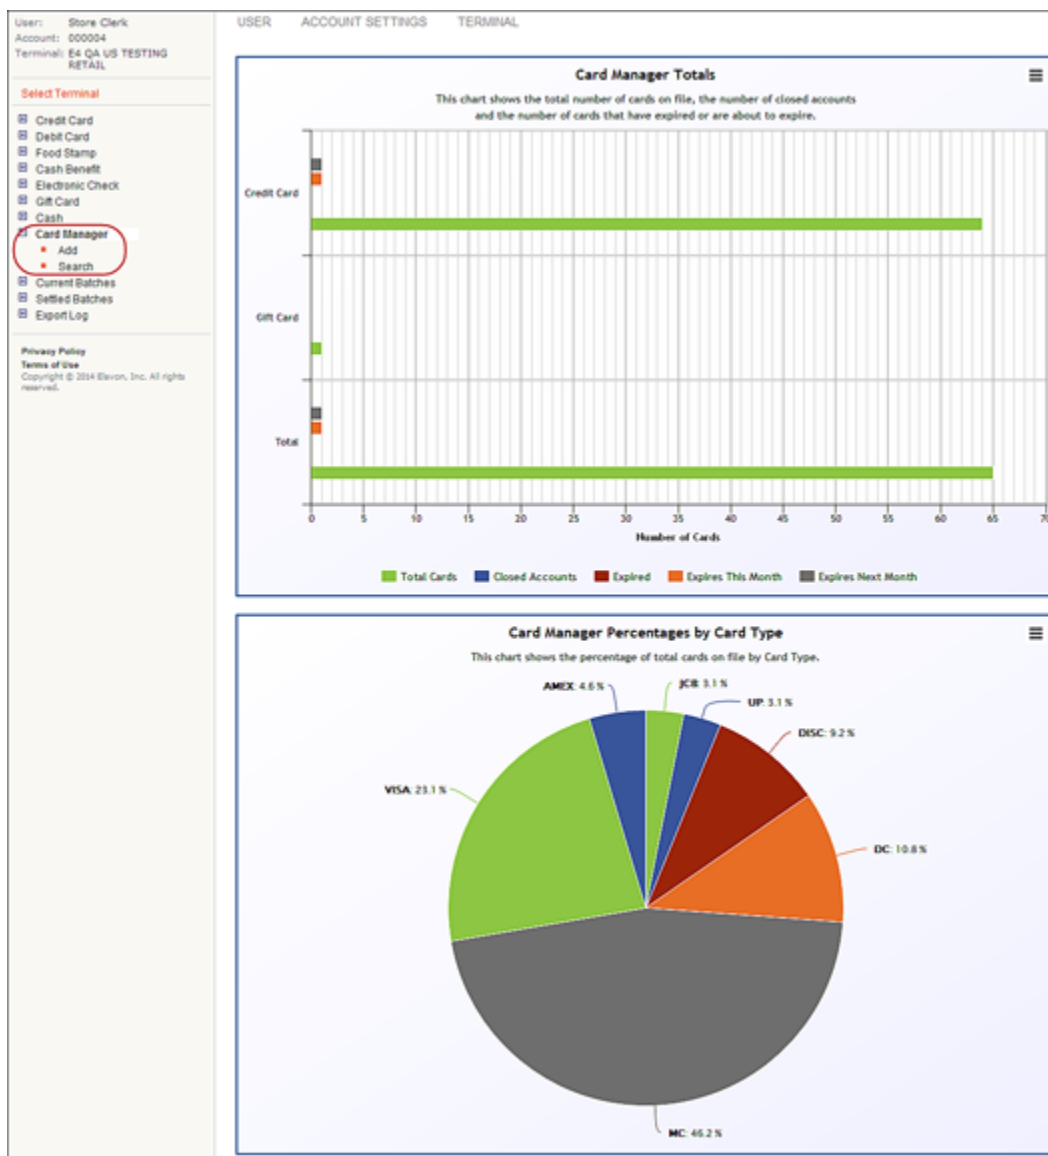 User: Store Clerk
Account: 000004
Terminal: E4 QA US TESTING
RETAIL
Select Terminal
Credit Card
Debit Card
Food Stamp
Cash Benefit
Electronic Check
Gift Card
Cash
Card Manager
Add
Search
Current Batches
Settled Batches
Export Log
Privacy Policy
Terms of Use
Copyright © 2014 Elavon, Inc. All rights
reserved.
USER ACCOUNT SETTINGS TERMINAL
Card Manager Totals
This chart shows the total number of cards on file, the number of closed accounts
and the number of cards that have expired or are about to expire.
Credit Card
Gift Card
Total
0 5 10 15 20 25 30 35 40 45 50 55 60 65 70
Number of Cards
Total Cards Closed Accounts Expired Expires This Month Expires Next Month
Card Manager Percentages by Card Type
This chart shows the percentage of total cards on file by Card Type.
AMEX: 4.6 % JCB: 3.1 %
UP: 3.1 %
DISC: 9.2 %
VISA: 23.1 %
DC: 10.8 %
MC: 46.2 %